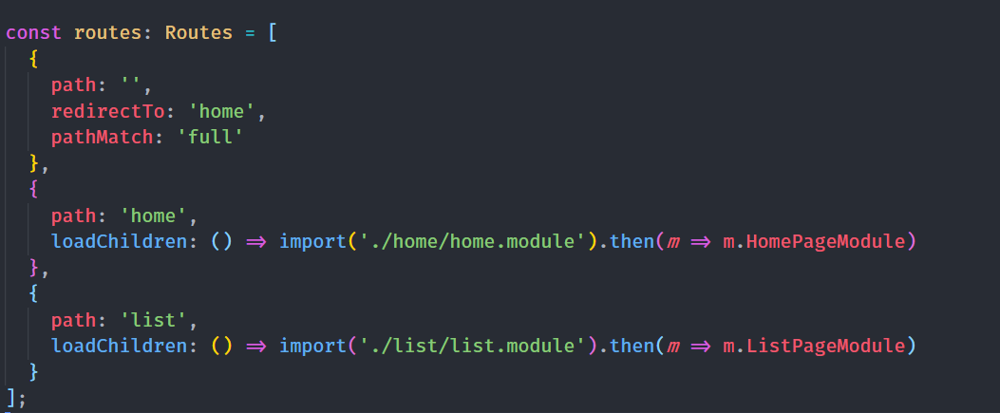 const routes: Routes = [
  {
    path: '',
    redirectTo: 'home',
    pathMatch: 'full'
  },
  {
    path: 'home',
    loadChildren: () => import('./home/home.module').then(m => m.HomePageModule)
  },
  {
    path: 'list',
    loadChildren: () => import('./list/list.module').then(m => m.ListPageModule)
  }
];